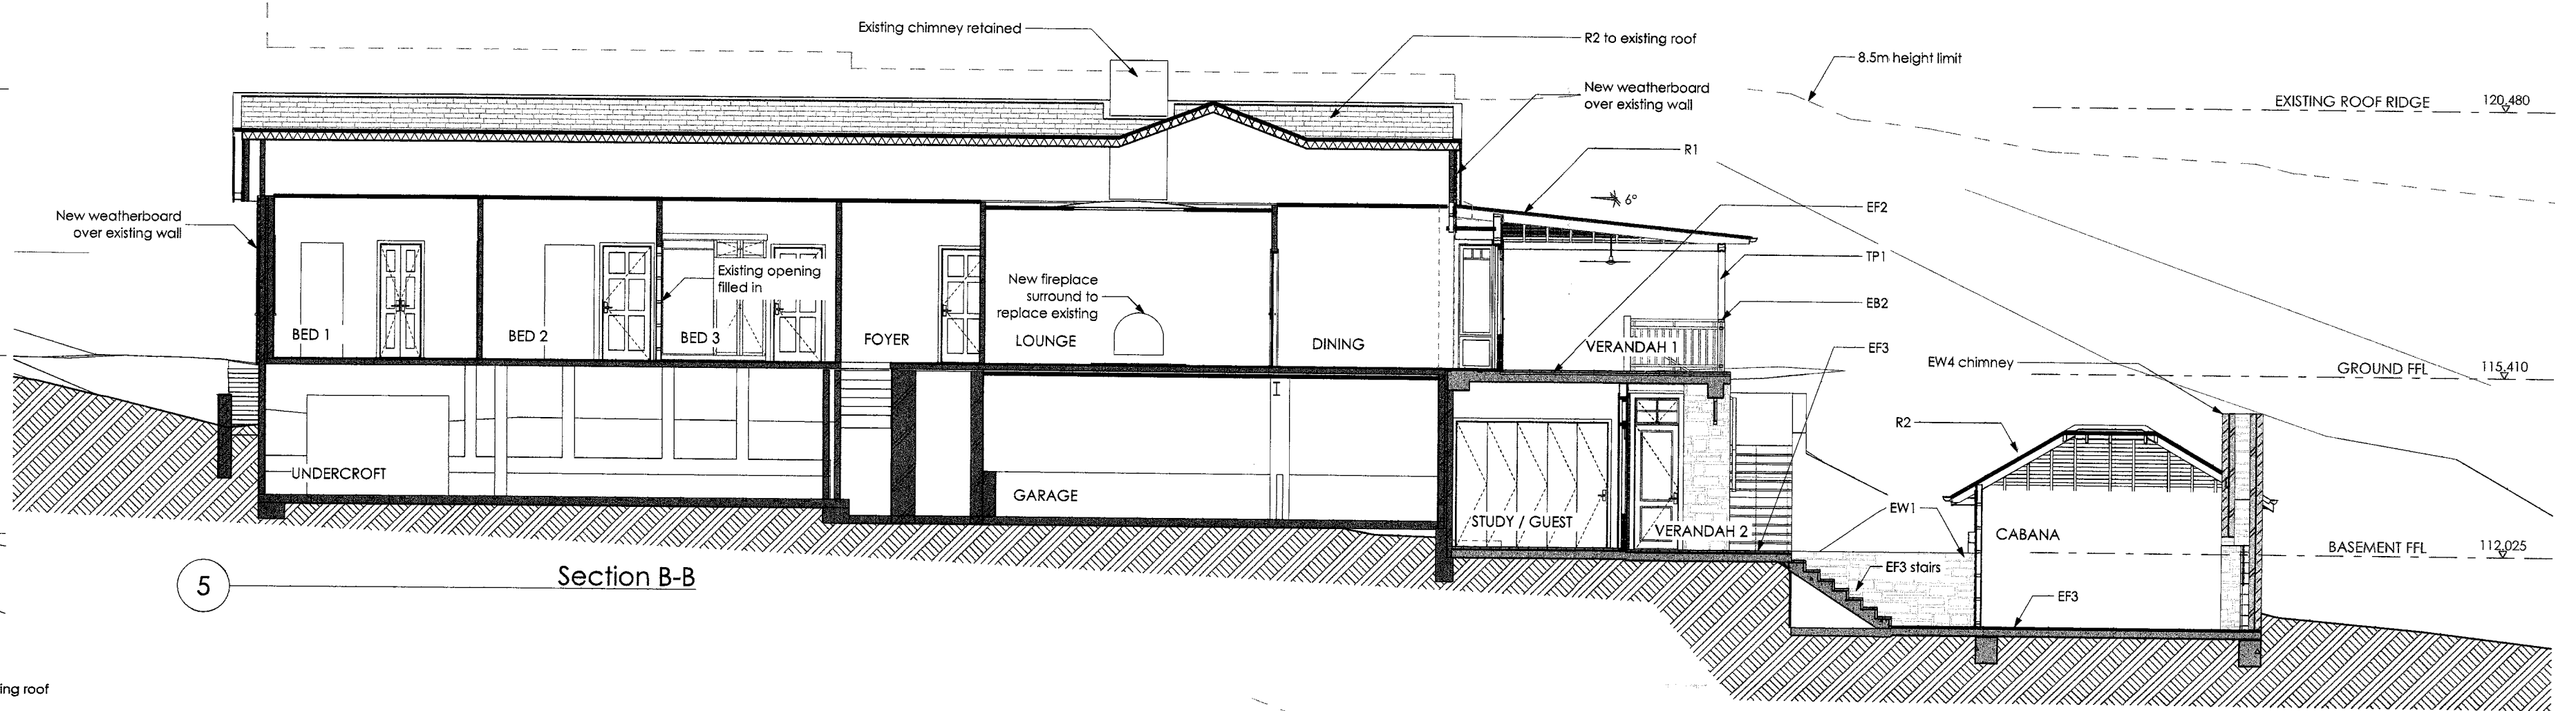 Existing chimney retained
R2 to existing roof
8.5m height limit
New weatherboard
over existing wall
EXISTING ROOF RIDGE 120,480
R1
6°
New weatherboard
over existing wall
EF2
TP1
Existing opening
filled in
New fireplace
surround to
replace existing
EB2
BED 1
BED 2
BED 3
FOYER
LOUNGE
DINING
VERANDAH 1
EF3
EW4 chimney
GROUND FFL 115,410
I
R2
UNDERCROFT
GARAGE
STUDY / GUEST
VERANDAH 2
EW1
CABANA
BASEMENT FFL 112,025
EF3 stairs
5
Section B-B
EF3
ing roof